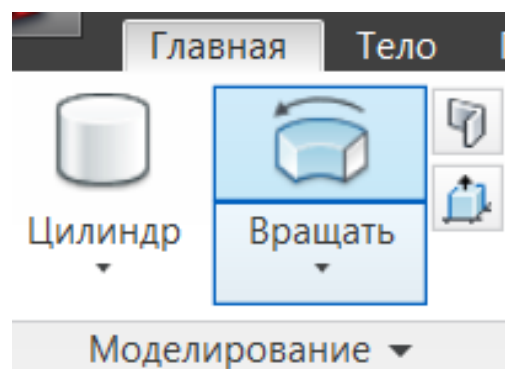 Главная Тело
Цилиндр Вращать
Моделирование